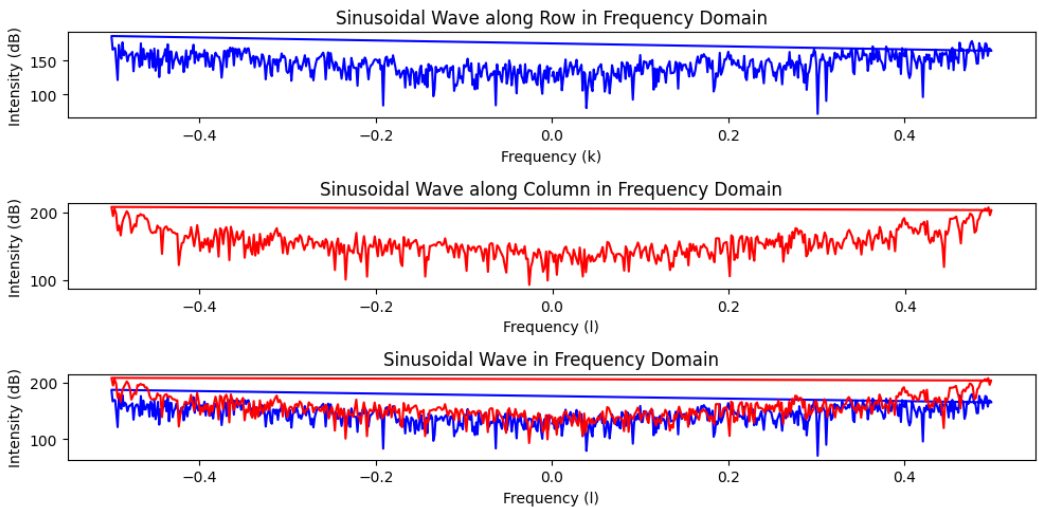 Sinusoidal Wave along Row in Frequency Domain
Intensity (dB)
150
100
−0.4 −0.2 0.0 0.2 0.4
Frequency (k)
Sinusoidal Wave along Column in Frequency Domain
Intensity (dB)
200
100
−0.4 −0.2 0.0 0.2 0.4
Frequency (l)
Sinusoidal Wave in Frequency Domain
Intensity (dB)
200
100
−0.4 −0.2 0.0 0.2 0.4
Frequency (l)